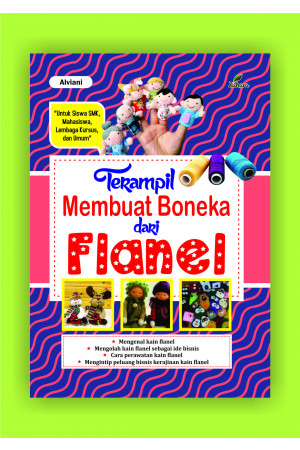 Alviani
"Untuk Siswa SMK,
Mahasiswa,
Lembaga Kursus,
dan Umum"
Terampil
Membuat Boneka
dari
Flanel
Mengenal kain flanel
Mengolah kain flanel sebagai ide bisnis
Cara perawatan kain flanel
Mengintip peluang bisnis kerajinan kain flanel